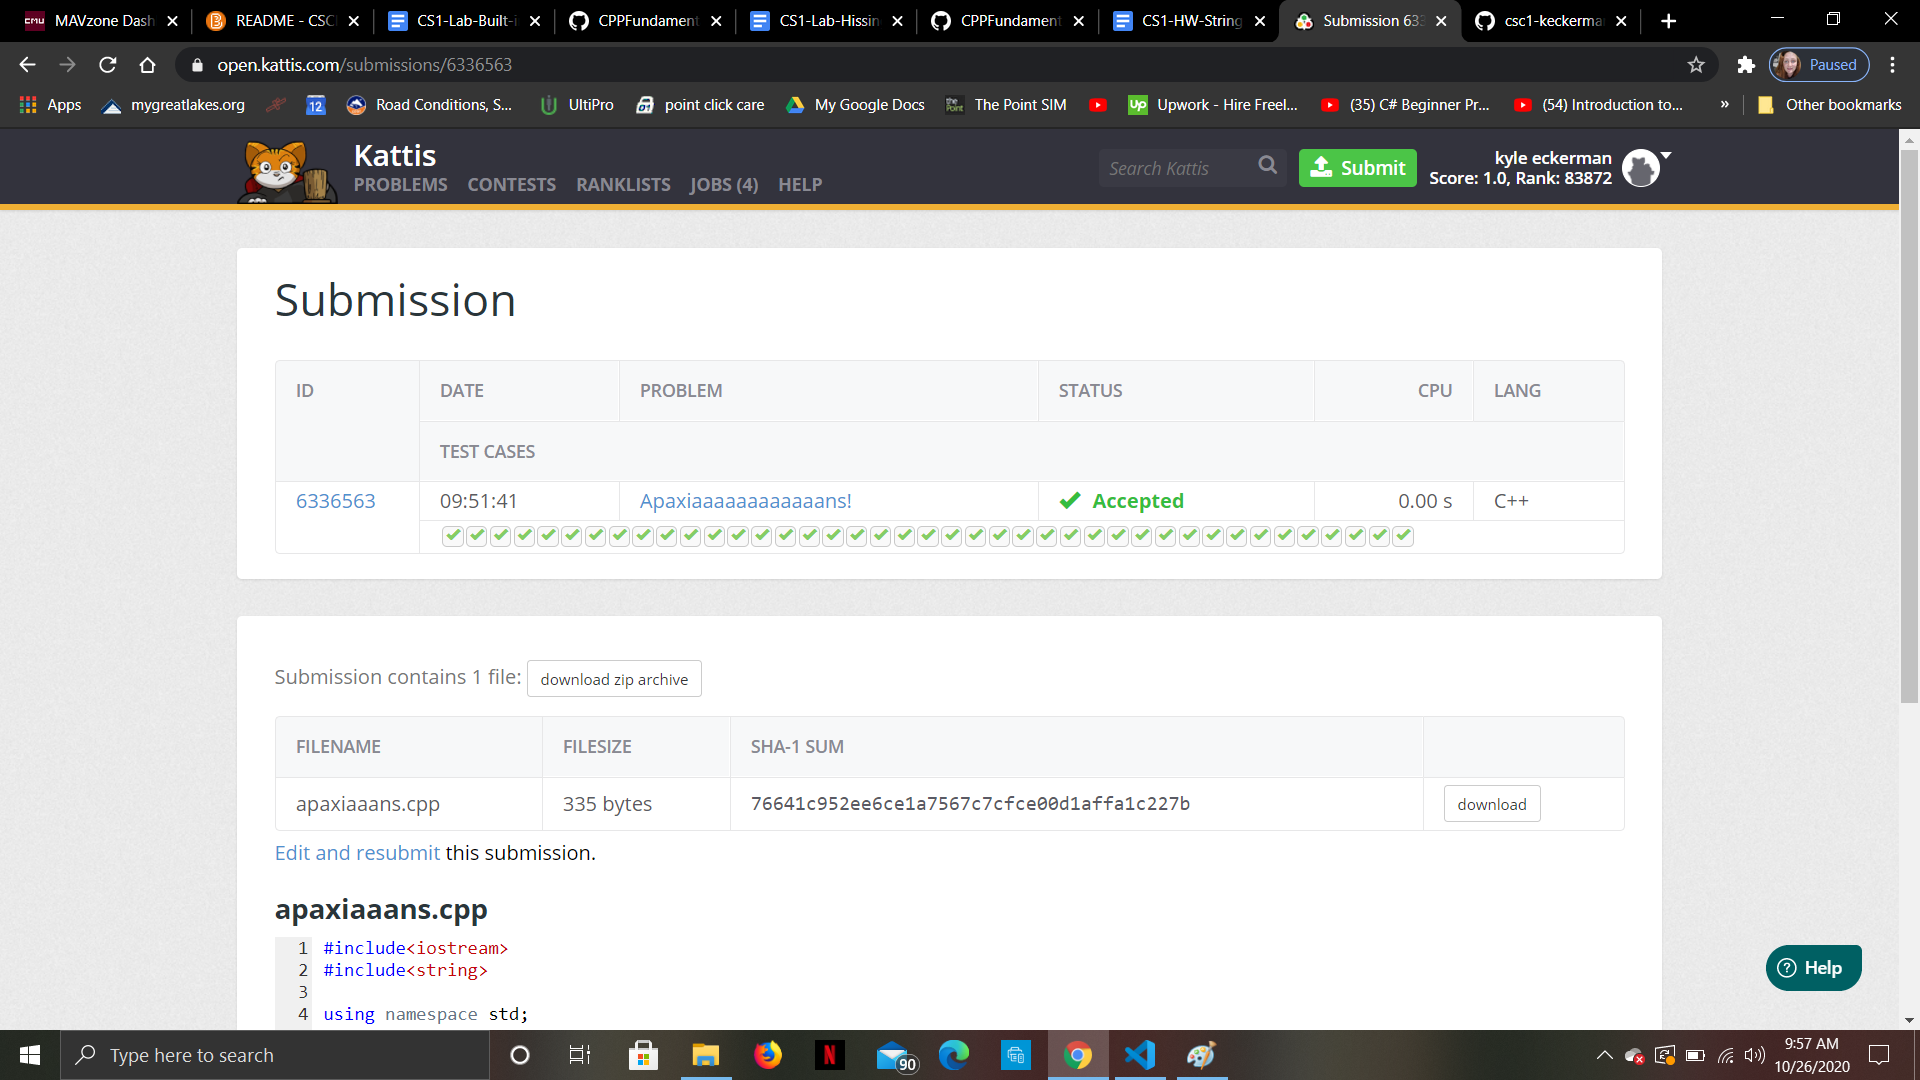 CMU MAVzone Dash
README - CSC
CS1-Lab-Built-i
CPPFundament
CS1-Lab-Hissin
CPPFundament
CS1-HW-String
Submission 633
csc1-keckerma
open.kattis.com/submissions/6336563
Paused
Apps
mygreatlakes.org
12
Road Conditions, S...
UltiPro
point click care
My Google Docs
The Point SIM
Up Upwork - Hire Freel...
(35) C# Beginner Pr...
(54) Introduction to...
»
Other bookmarks
Kattis
PROBLEMS CONTESTS RANKLISTS JOBS (4) HELP
Search Kattis
Submit
kyle eckerman
Score: 1.0, Rank: 83872
Submission
ID DATE PROBLEM STATUS CPU LANG
TEST CASES
6336563 09:51:41 Apaxiaaaaaaaaaaaans! Accepted 0.00 s C++
Submission contains 1 file: download zip archive
FILENAME FILESIZE SHA-1 SUM
apaxiaaans.cpp 335 bytes 76641c952ee6ce1a7567c7cfce00d1affa1c227b download
Edit and resubmit this submission.
apaxiaaans.cpp
1 #include<iostream>
2 #include<string>
3
4 using namespace std;
Help
Type here to search
N
90
9:57 AM
10/26/2020